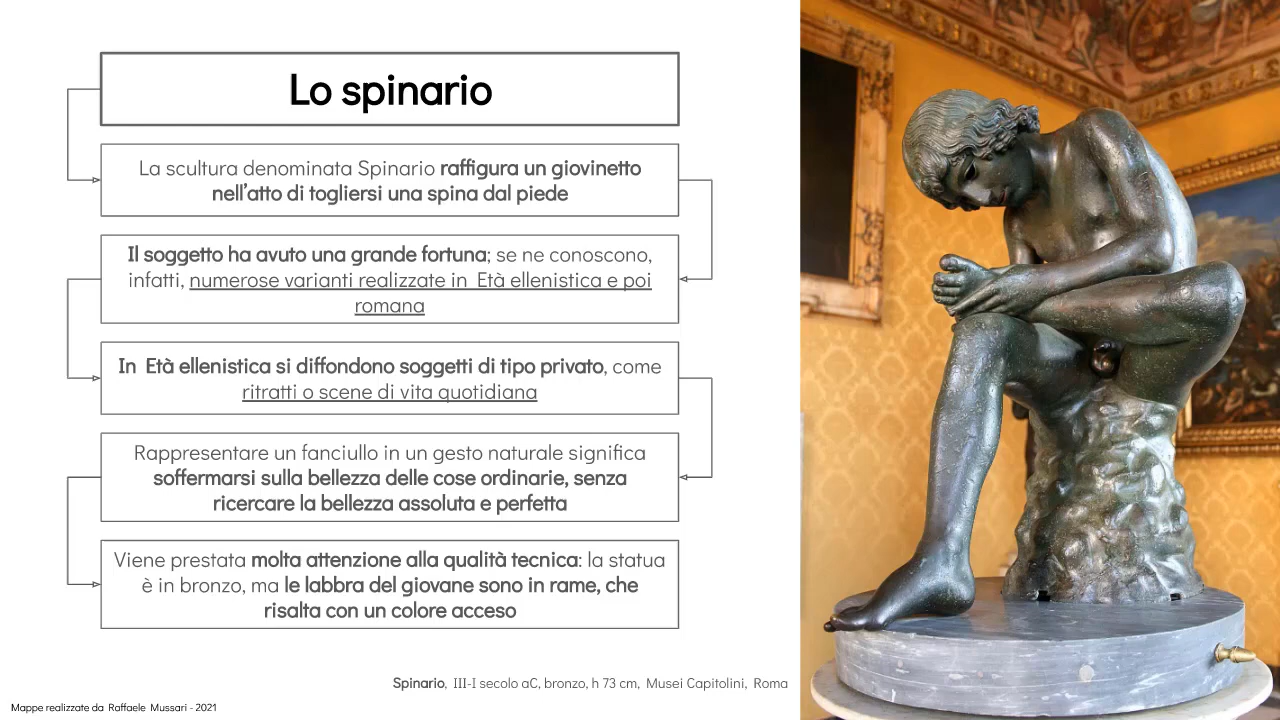 Lo spinario
La scultura denominata Spinario raffigura un giovinetto
nell'atto di togliersi una spina dal piede
Il soggetto ha avuto una grande fortuna; se ne conoscono,
infatti, numerose varianti realizzate in Età ellenistica e poi
romana
In Età ellenistica si diffondono soggetti di tipo privato, come
ritratti o scene di vita quotidiana
Rappresentare un fanciullo in un gesto naturale significa
soffermarsi sulla bellezza delle cose ordinarie, senza
ricercare la bellezza assoluta e perfetta
Viene prestata molta attenzione alla qualità tecnica: la statua
è in bronzo, ma le labbra del giovane sono in rame, che
risalta con un colore acceso
Spinario, III-I secolo aC, bronzo, h 73 cm, Musei Capitolini, Roma
Mappe realizzate da Raffaele Mussari - 2021